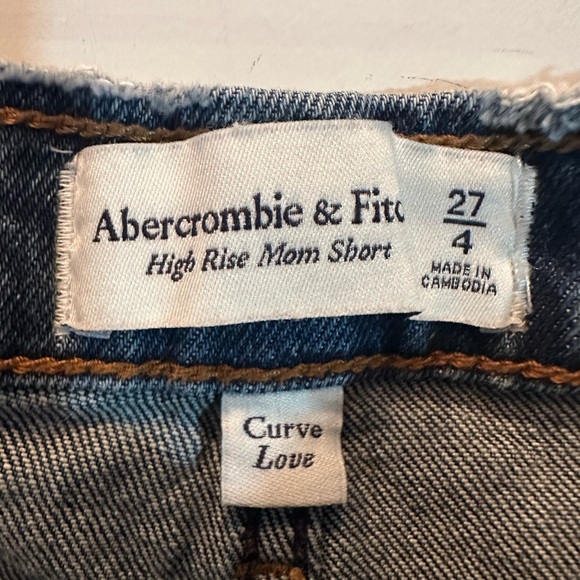 Abercrombie & Fitc
High Rise Mom Short
27
4
MADE IN
CAMBODIA
Curve
Love